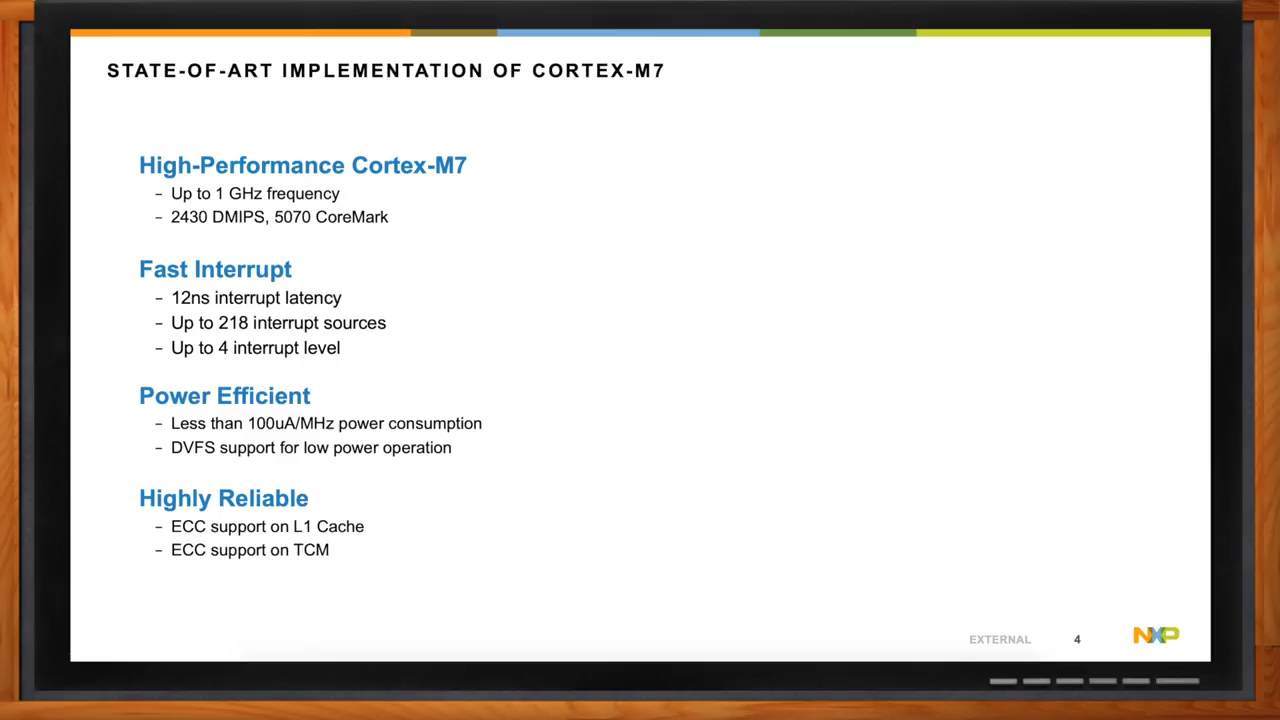 STATE-OF-ART IMPLEMENTATION OF CORTEX-M7
High-Performance Cortex-M7
– Up to 1 GHz frequency
– 2430 DMIPS, 5070 CoreMark
Fast Interrupt
– 12ns interrupt latency
– Up to 218 interrupt sources
– Up to 4 interrupt level
Power Efficient
– Less than 100uA/MHz power consumption
– DVFS support for low power operation
Highly Reliable
– ECC support on L1 Cache
– ECC support on TCM
EXTERNAL 4 NXP